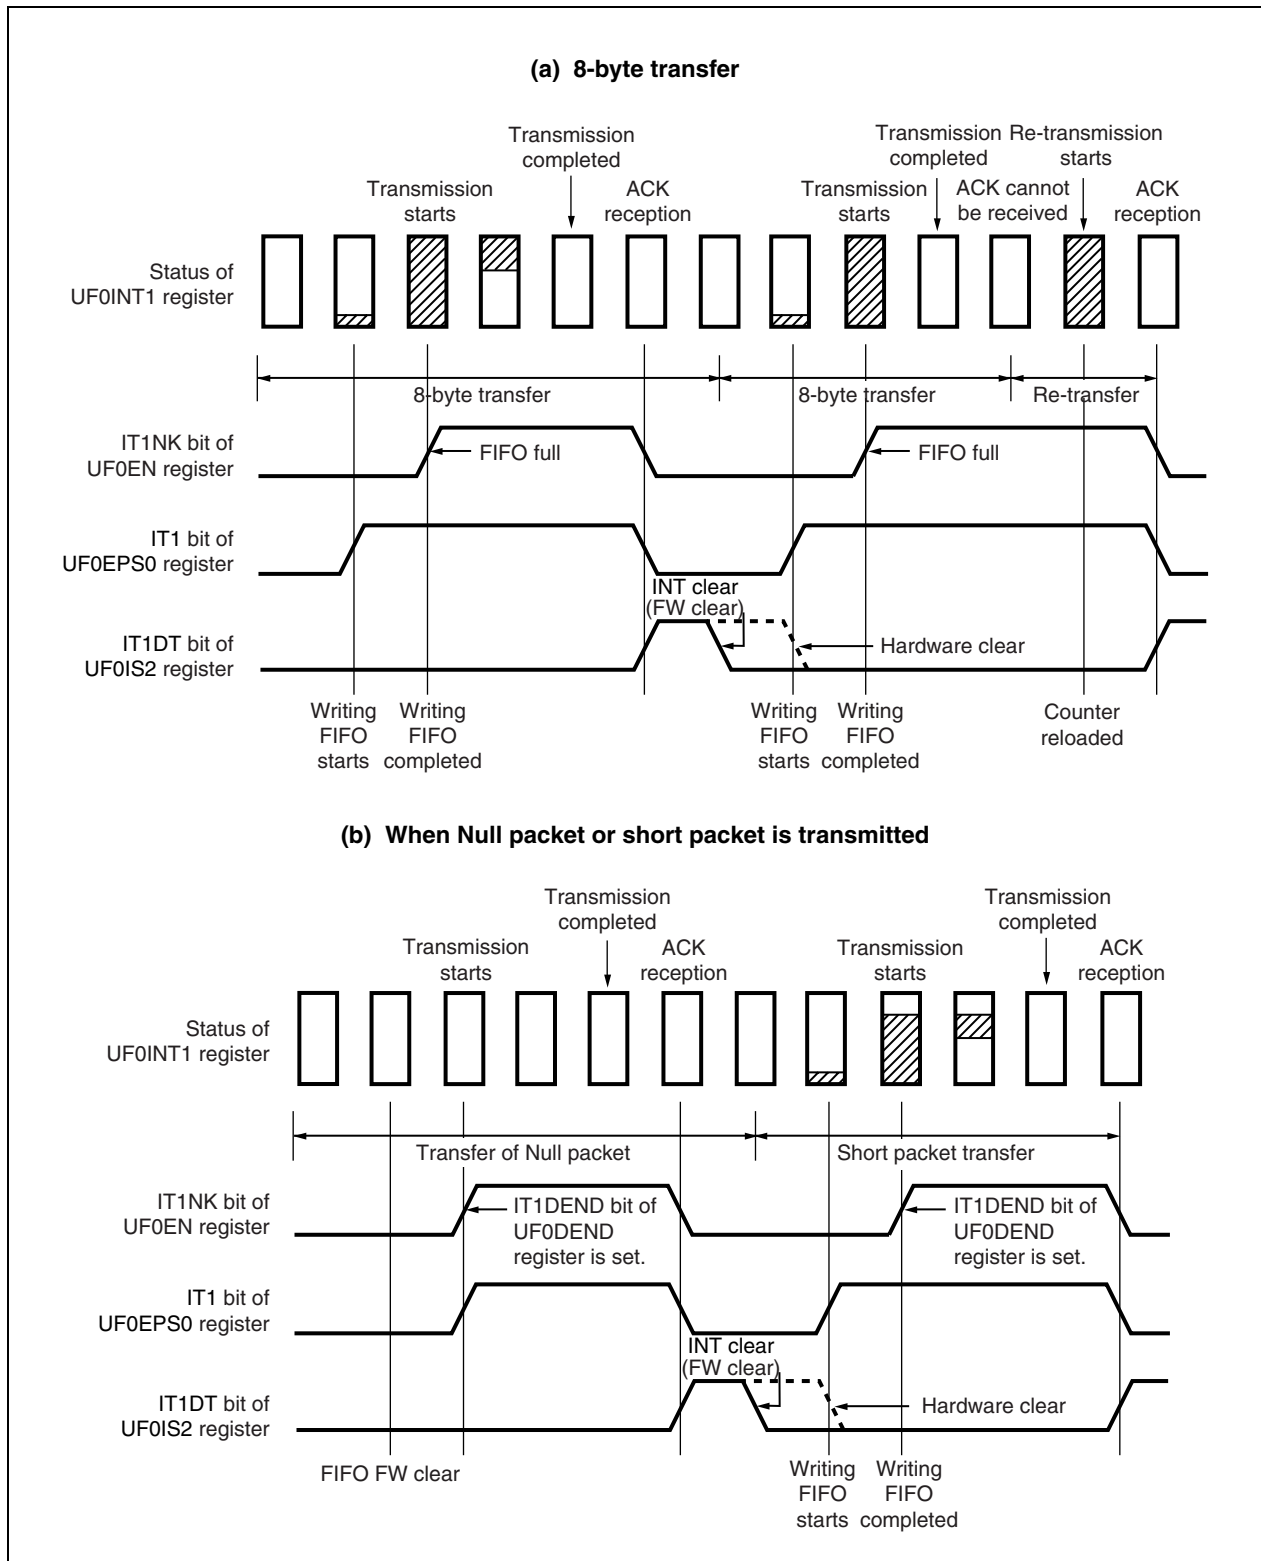 (a) 8-byte transfer
Transmission
completed
Transmission
completed
Re-transmission
starts
Transmission
starts
ACK
reception
Transmission
starts
ACK cannot
be received
ACK
reception
Status of
UF0INT1 register
8-byte transfer
8-byte transfer
Re-transfer
IT1NK bit of
UF0EN register
FIFO full
FIFO full
IT1 bit of
UF0EPS0 register
INT clear
(FW clear)
IT1DT bit of
UF0IS2 register
Hardware clear
Writing
FIFO
starts
Writing
FIFO
completed
Writing
FIFO
starts
Writing
FIFO
completed
Counter
reloaded
(b) When Null packet or short packet is transmitted
Transmission
completed
Transmission
completed
Transmission
starts
ACK
reception
Transmission
starts
ACK
reception
Status of
UF0INT1 register
Transfer of Null packet
Short packet transfer
IT1NK bit of
UF0EN register
IT1DEND bit of
UF0DEND
register is set.
IT1DEND bit of
UF0DEND
register is set.
IT1 bit of
UF0EPS0 register
INT clear
(FW clear)
IT1DT bit of
UF0IS2 register
Hardware clear
FIFO FW clear
Writing
FIFO
starts
Writing
FIFO
completed